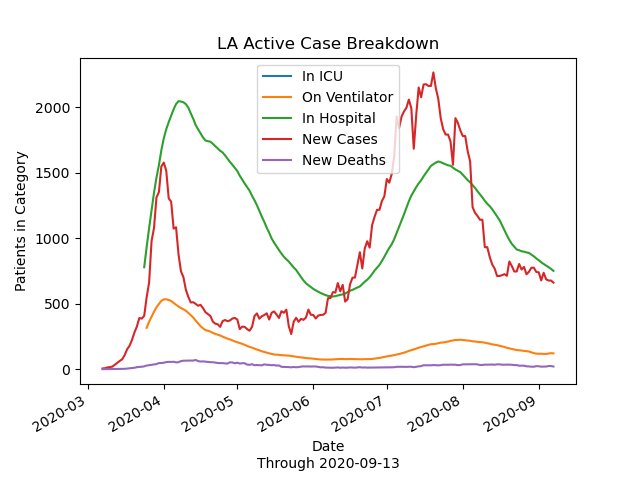 LA Active Case Breakdown
In ICU
On Ventilator
In Hospital
New Cases
New Deaths
Patients in Category
2000
1500
1000
500
0
2020-03
2020-04
2020-05
2020-06
2020-07
2020-08
2020-09
Date
Through 2020-09-13